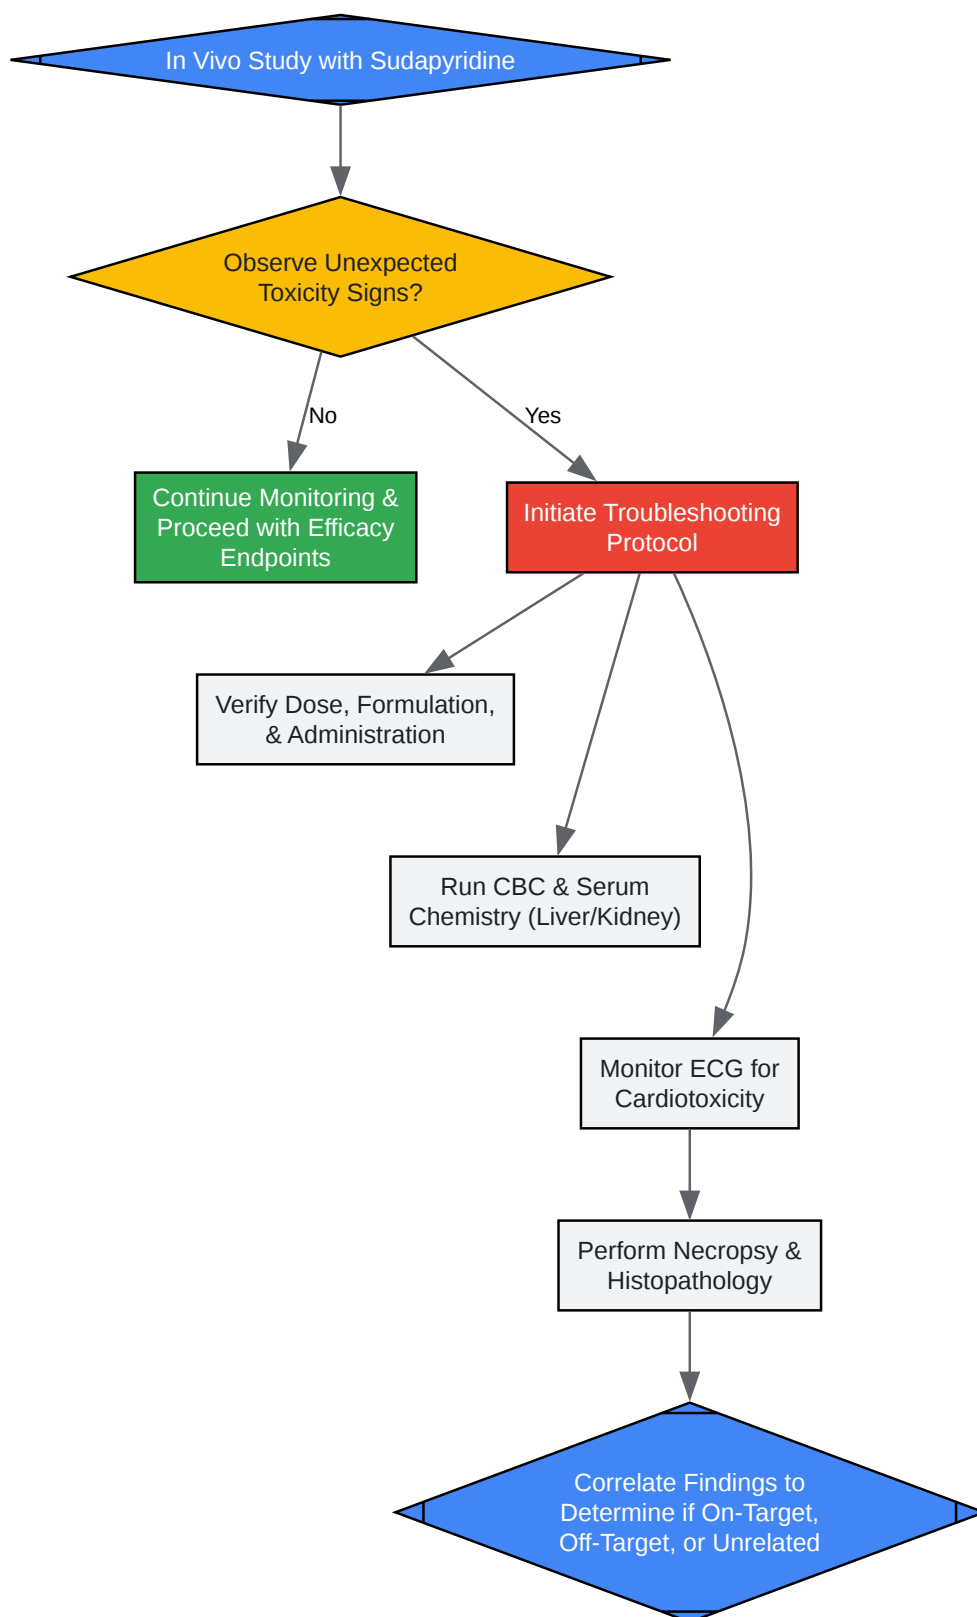 In Vivo Study with Sudapyridine
Observe Unexpected
Toxicity Signs?
No
Yes
Continue Monitoring &
Proceed with Efficacy
Endpoints
Initiate Troubleshooting
Protocol
Verify Dose, Formulation,
& Administration
Run CBC & Serum
Chemistry (Liver/Kidney)
Monitor ECG for
Cardiotoxicity
Perform Necropsy &
Histopathology
Correlate Findings to
Determine if On-Target,
Off-Target, or Unrelated